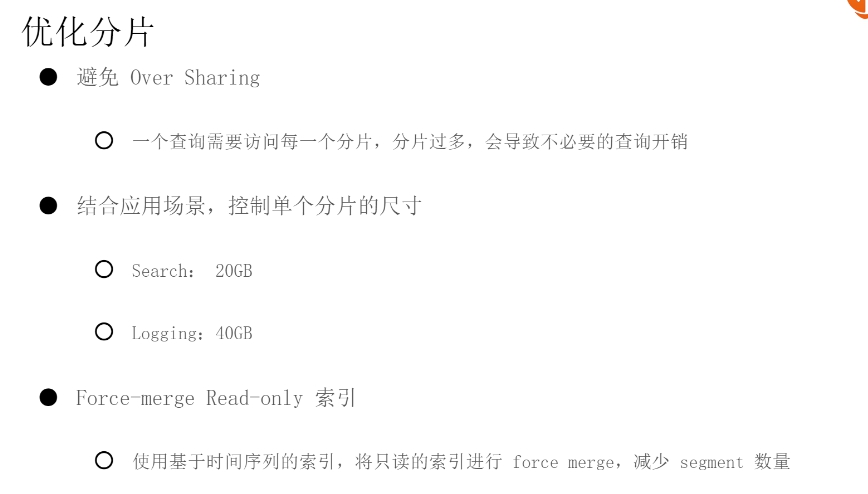 优化分片
避免 Over Sharing
一个查询需要访问每一个分片，分片过多，会导致不必要的查询开销
结合应用场景，控制单个分片的尺寸
Search： 20GB
Logging：40GB
Force-merge Read-only 索引
使用基于时间序列的索引，将只读的索引进行 force merge，减少 segment 数量